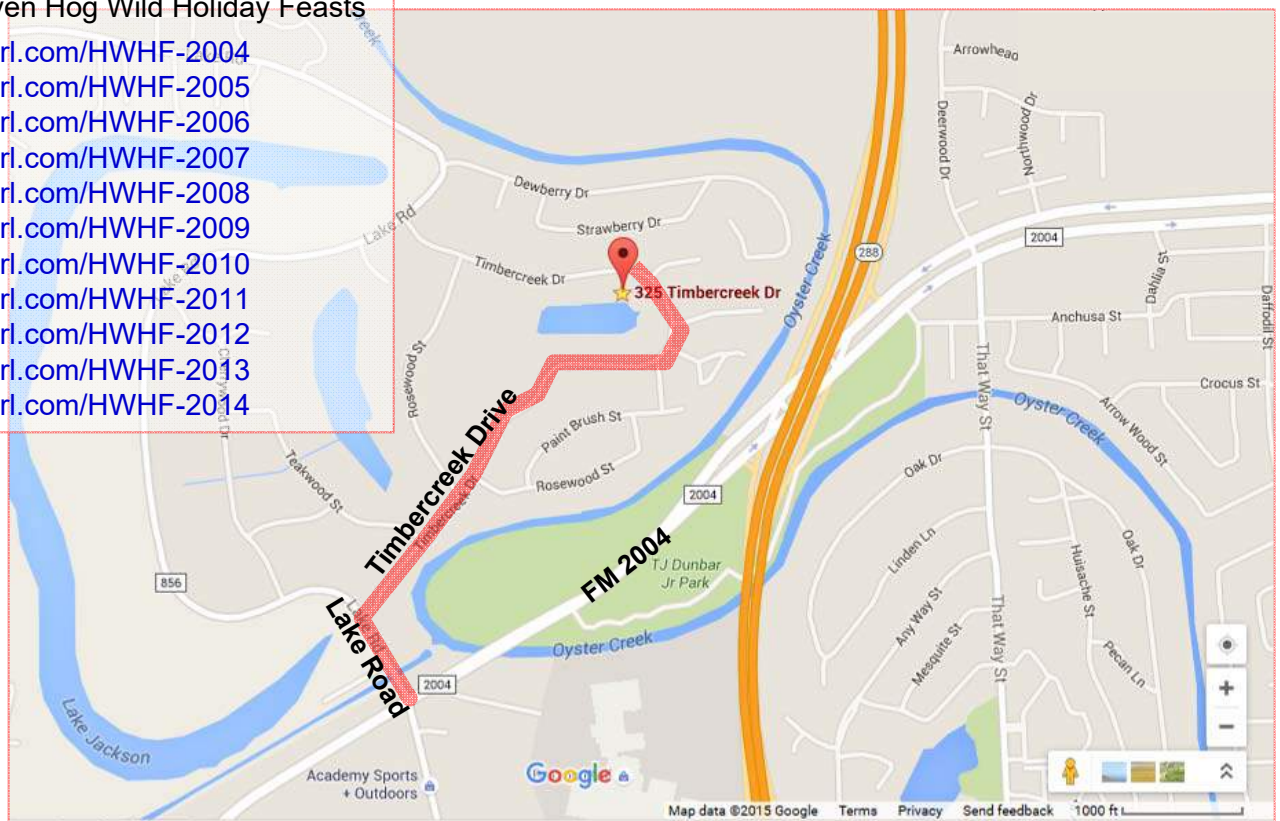 ven Hog Wild Holiday Feasts
rl.com/HWHF-2004
rl.com/HWHF-2005
rl.com/HWHF-2006
rl.com/HWHF-2007
rl.com/HWHF-2008
rl.com/HWHF-2009
rl.com/HWHF-2010
rl.com/HWHF-2011
rl.com/HWHF-2012
rl.com/HWHF-2013
rl.com/HWHF-2014
Creek
Arrowhead
Deerwood Dr
Northwood Dr
Dewberry Dr
Strawberry Dr
Lake Rd
Timbercreek Dr
325 Timbercreek Dr
Oyster Creek
288
2004
Dahlia St
Daffodil St
Anchusa St
That Way St
Crocus St
Arrow Wood St
Oyster Creek
Rosewood St
Cherrywood Dr
Paint Brush St
Rosewood St
Teakwood St
Timbercreek Drive
Timbercreek Dr
2004
Oak Dr
Linden Ln
Oak Dr
Huisache St
FM 2004
TJ Dunbar
Jr Park
856
Lake Road
Lake Rd
Oyster Creek
Any Way St
Mesquite St
That Way St
Pecan Ln
2004
Lake Jackson
Academy Sports
+ Outdoors
Google
+
−
Map data ©2015 Google Terms Privacy Send feedback 1000 ft